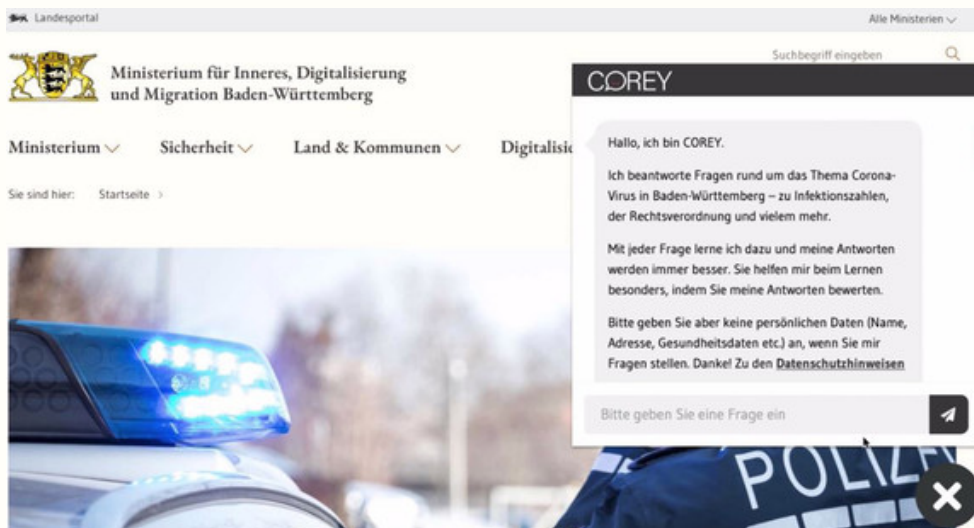 Landesportal
Alle Ministerien
Suchbegriff eingeben
Ministerium für Inneres, Digitalisierung
und Migration Baden-Württemberg
Ministerium
Sicherheit
Land & Kommunen
Sie sind hier: Startseite
COREY
Hallo, ich bin COREY.
Ich beantworte Fragen rund um das Thema Corona-
Virus in Baden-Württemberg – zu Infektionszahlen,
der Rechtsverordnung und vielem mehr.
Mit jeder Frage lerne ich dazu und meine Antworten
werden immer besser. Sie helfen mir beim Lernen
besonders, indem Sie meine Antworten bewerten.
Bitte geben Sie aber keine persönlichen Daten (Name,
Adresse, Gesundheitsdaten etc.) an, wenn Sie mir
Fragen stellen. Danke! Zu den Datenschutzhinweisen
Bitte geben Sie eine Frage ein
POLIZEI